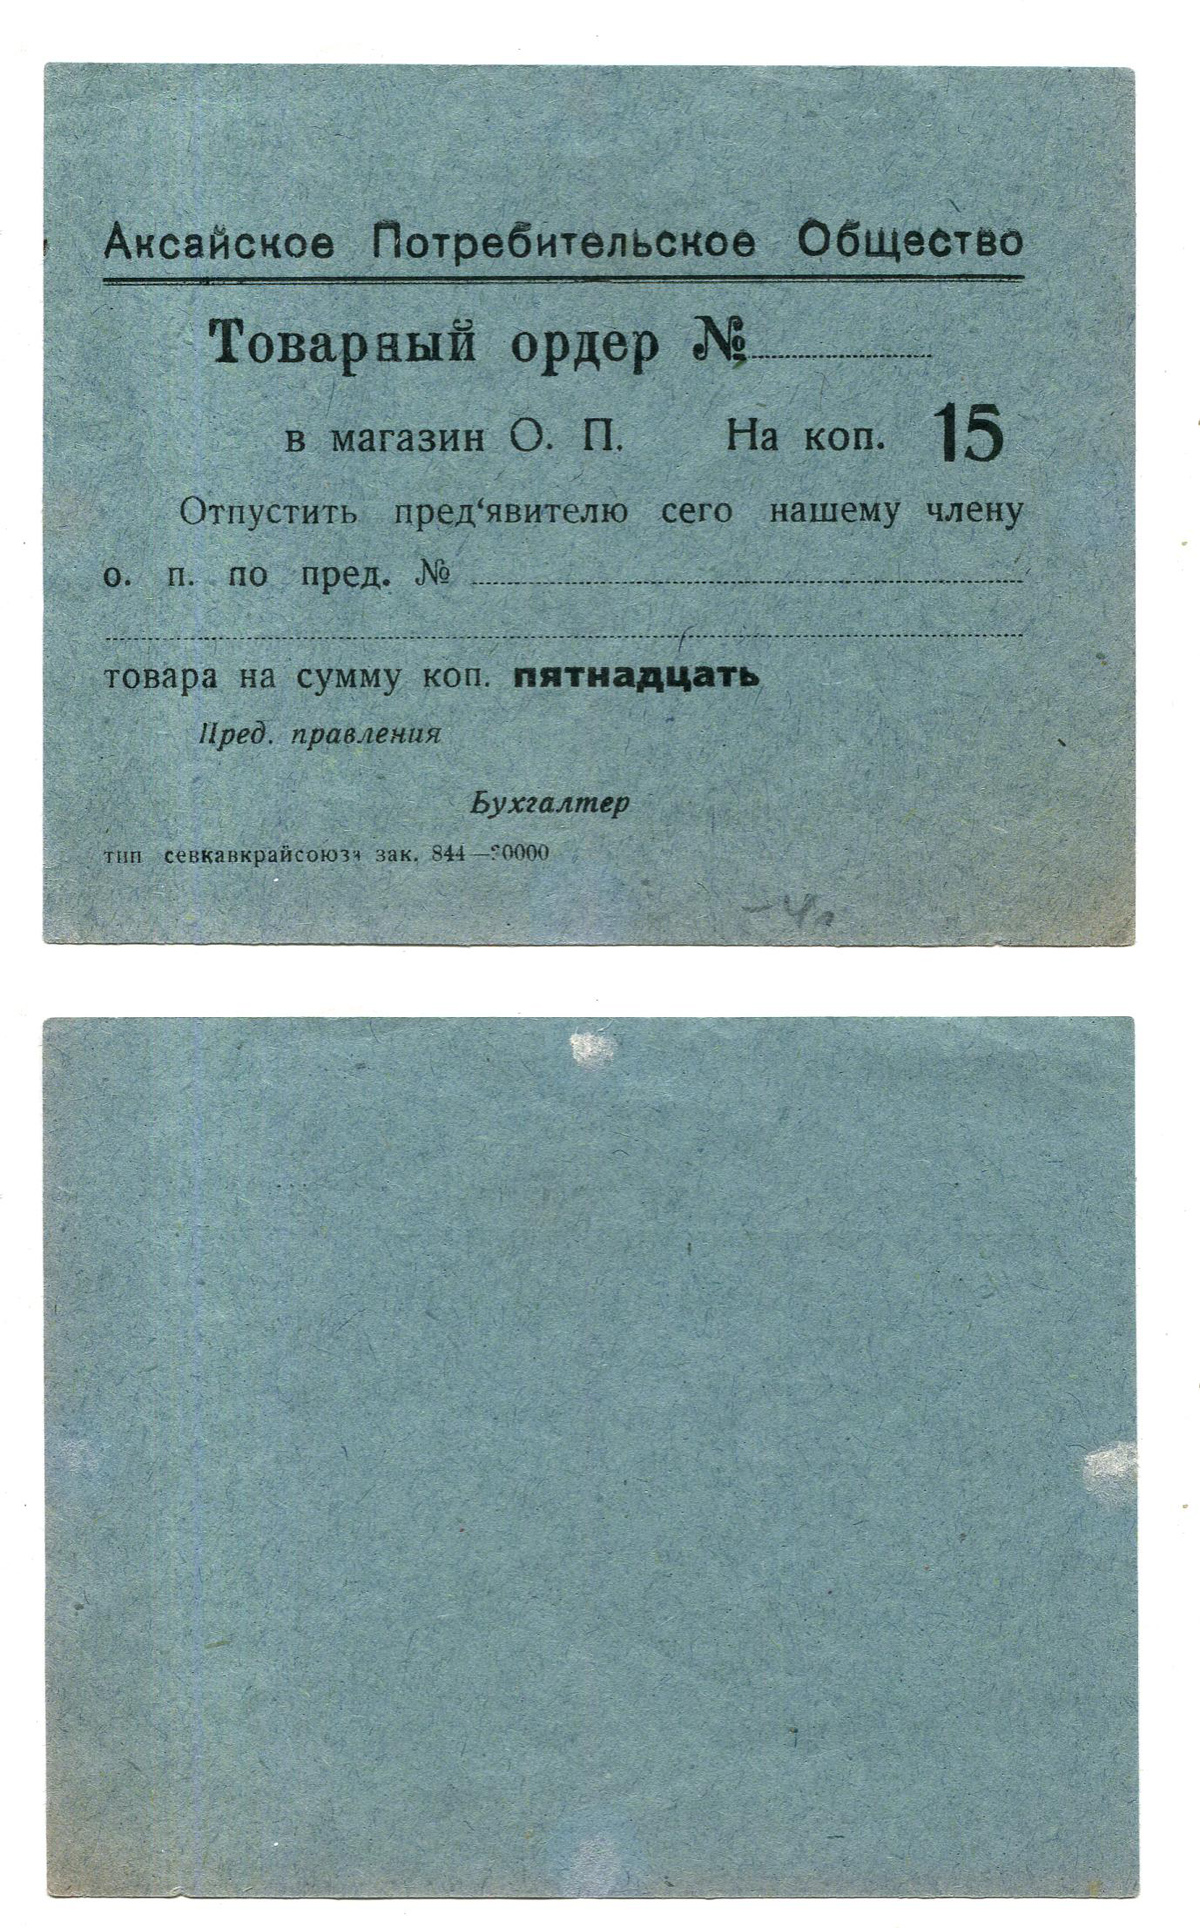 Аксайское Потребительское Общество
Товарный ордер №
в магазин О. П. На коп. 15
Отпустить пред‘явителю сего нашему члену
о. п. по пред. №
товара на сумму коп. пятнадцать
Пред. правления
Бухгалтер
тип севкавкрайсоюза зак. 844